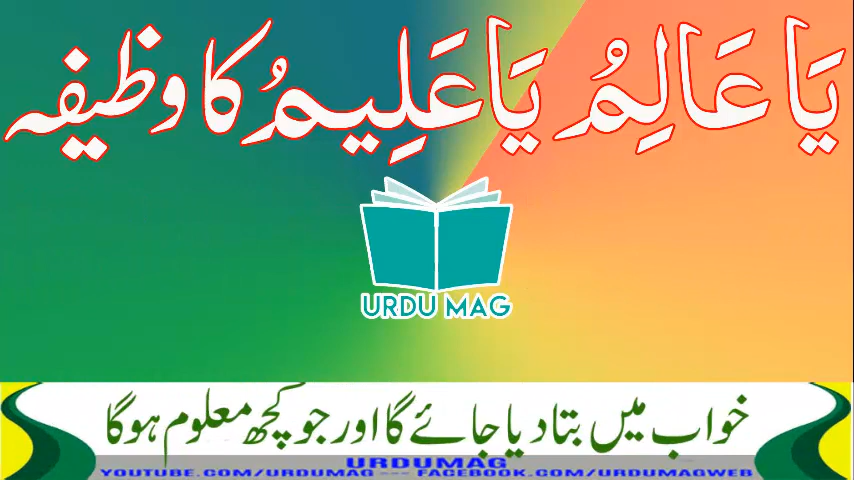 یَا عَالِمُ یَا عَلِیمُ کا وظیفہ
URDU MAG
خواب میں بتا دیا جائے گا اور جو کچھ معلوم ہوگا
URDUMAG
YOUTUBE.COM/URDUMAG --- FACEBOOK.COM/URDUMAGWEB